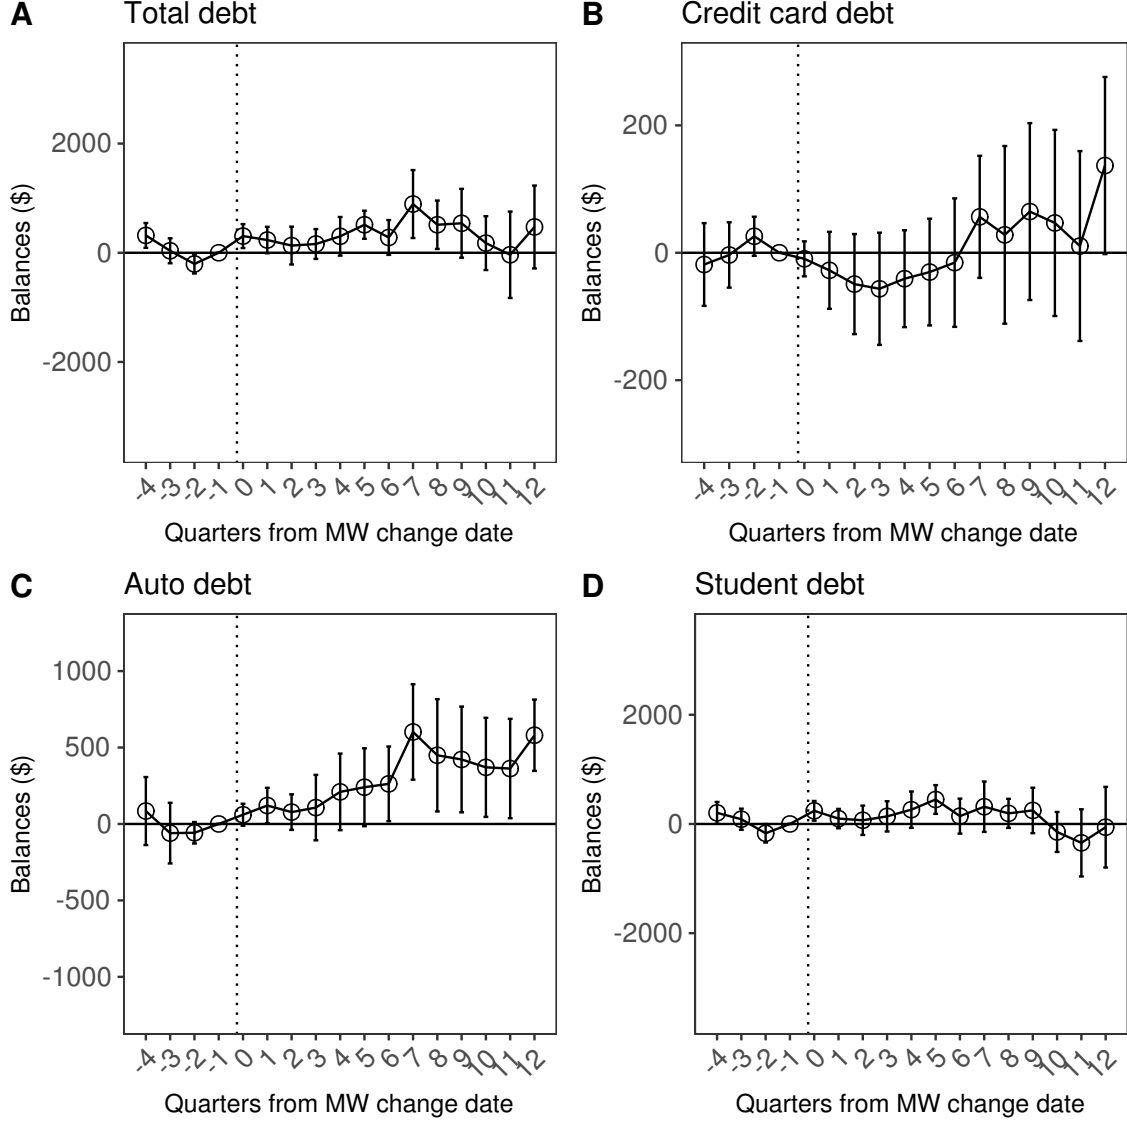 A Total debt
2000
0
-2000
Balances ($)
-4 -3 -2 -1 0 1 2 3 4 5 6 7 8 9 10 11 12
Quarters from MW change date
B Credit card debt
200
0
-200
Balances ($)
-4 -3 -2 -1 0 1 2 3 4 5 6 7 8 9 10 11 12
Quarters from MW change date
C Auto debt
1000
500
0
-500
-1000
Balances ($)
-4 -3 -2 -1 0 1 2 3 4 5 6 7 8 9 10 11 12
Quarters from MW change date
D Student debt
2000
0
-2000
Balances ($)
-4 -3 -2 -1 0 1 2 3 4 5 6 7 8 9 10 11 12
Quarters from MW change date